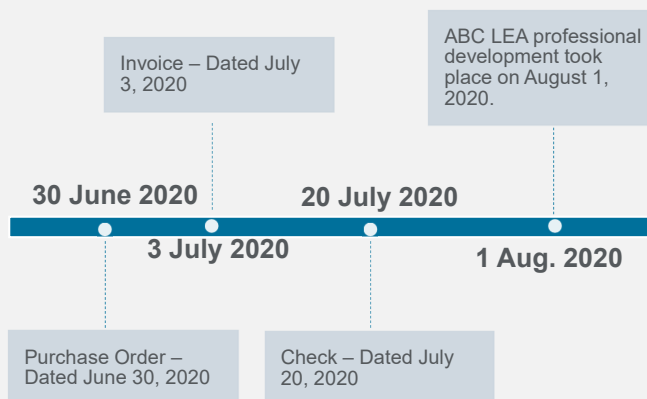 Invoice – Dated July
3, 2020
ABC LEA professional
development took
place on August 1,
2020.
30 June 2020
20 July 2020
3 July 2020
1 Aug. 2020
Purchase Order –
Dated June 30, 2020
Check – Dated July
20, 2020